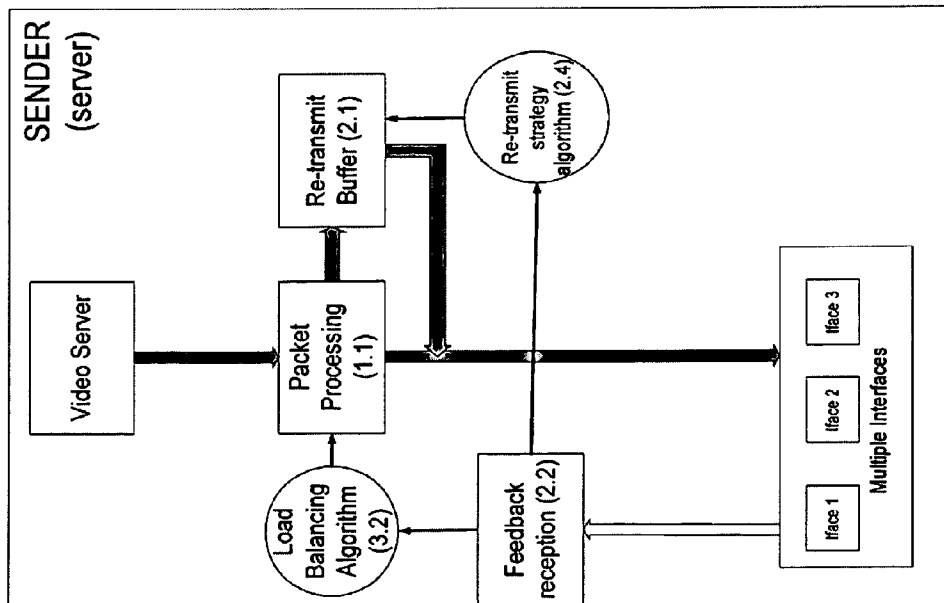 SENDER
(server)
Video Server
Packet
Processing
(1.1)
Re-transmit
Buffer (2.1)
Load
Balancing
Algorithm
(3.2)
Feedback
reception (2.2)
Re-transmit
strategy
algorithm (2.4)
Iface 1
Iface 2
Iface 3
Multiple Interfaces